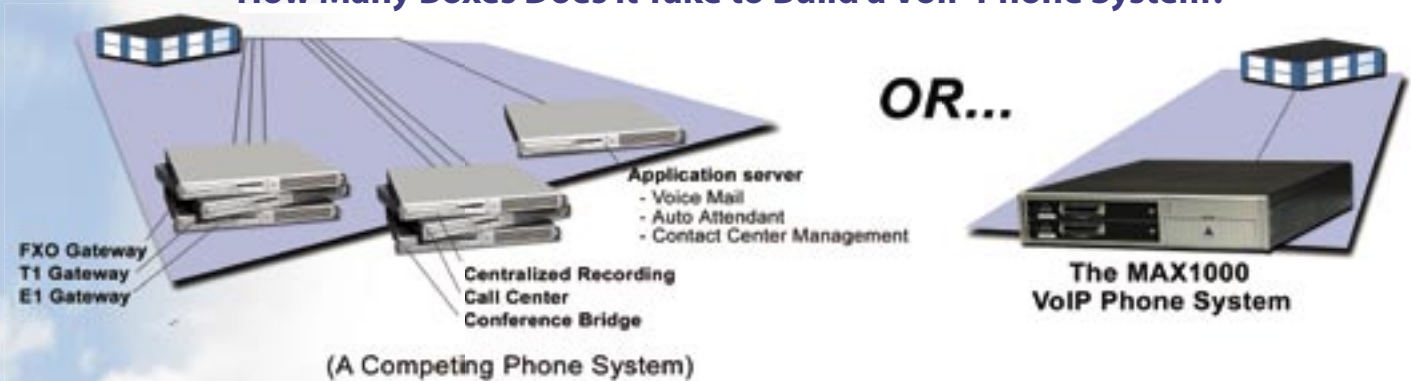 How Many Boxes Does it Take to Build a VoIP Phone System?
OR...
Application server
- Voice Mail
- Auto Attendant
- Contact Center Management
FXO Gateway
T1 Gateway
E1 Gateway
Centralized Recording
Call Center
Conference Bridge
(A Competing Phone System)
The MAX1000
VoIP Phone System